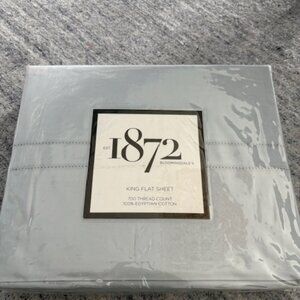 EST. 1872
BLOOMINGDALE'S
KING FLAT SHEET
700 THREAD COUNT
100% EGYPTIAN COTTON